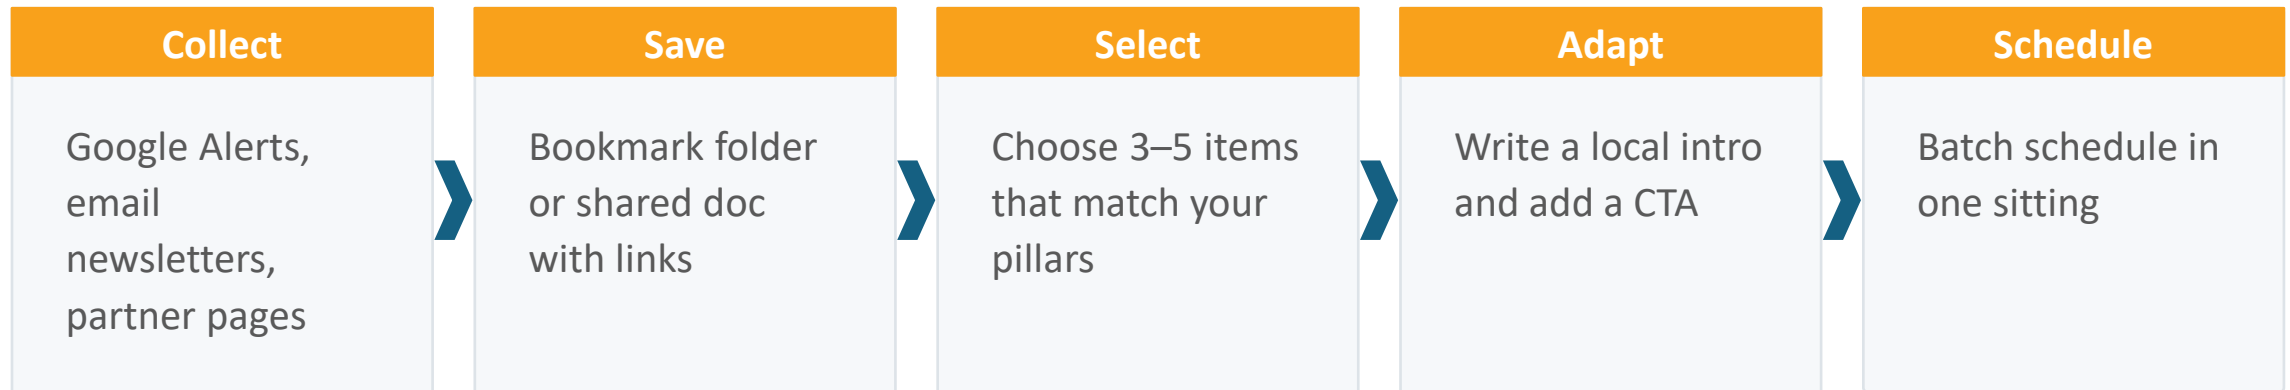 Collect
Google Alerts,
email
newsletters,
partner pages
Save
Bookmark folder
or shared doc
with links
Select
Choose 3–5 items
that match your
pillars
Adapt
Write a local intro
and add a CTA
Schedule
Batch schedule in
one sitting